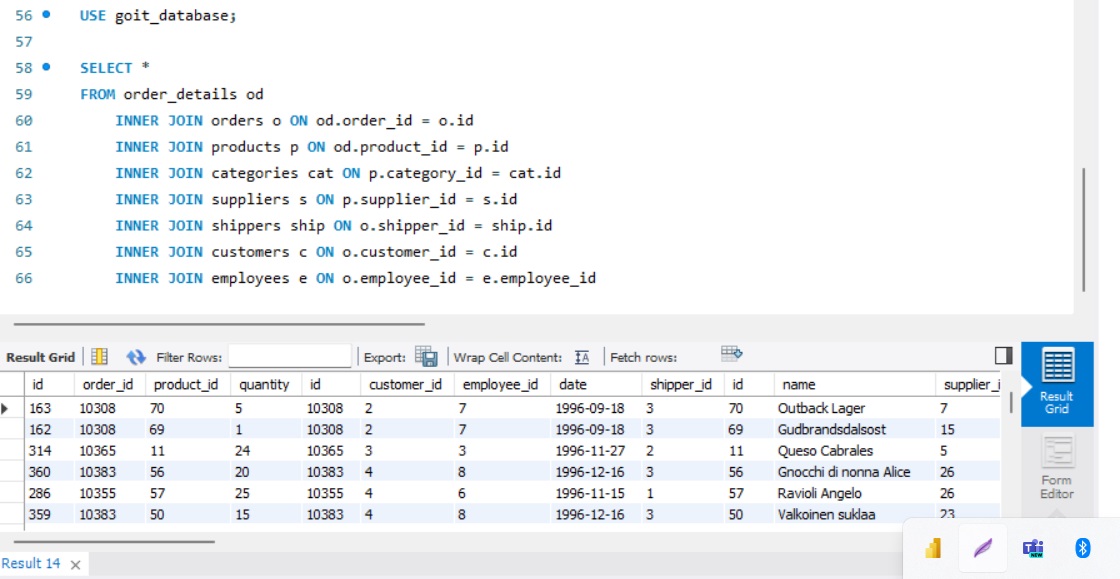 56 USE goit_database;
57
58 SELECT *
59 FROM order_details od
60 INNER JOIN orders o ON od.order_id = o.id
61 INNER JOIN products p ON od.product_id = p.id
62 INNER JOIN categories cat ON p.category_id = cat.id
63 INNER JOIN suppliers s ON p.supplier_id = s.id
64 INNER JOIN shippers ship ON o.shipper_id = ship.id
65 INNER JOIN customers c ON o.customer_id = c.id
66 INNER JOIN employees e ON o.employee_id = e.employee_id
Result Grid Filter Rows: Export: Wrap Cell Content: IA Fetch rows:
id order_id product_id quantity id customer_id employee_id date shipper_id id name supplier_i
163 10308 70 5 10308 2 7 1996-09-18 3 70 Outback Lager 7
162 10308 69 1 10308 2 7 1996-09-18 3 69 Gudbrandsdalsost 15
314 10365 11 24 10365 3 3 1996-11-27 2 11 Queso Cabrales 5
360 10383 56 20 10383 4 8 1996-12-16 3 56 Gnocchi di nonna Alice 26
286 10355 57 25 10355 4 6 1996-11-15 1 57 Ravioli Angelo 26
359 10383 50 15 10383 4 8 1996-12-16 3 50 Valkoinen suklaa 23
Result
Grid
Form
Editor
Result 14
NEW